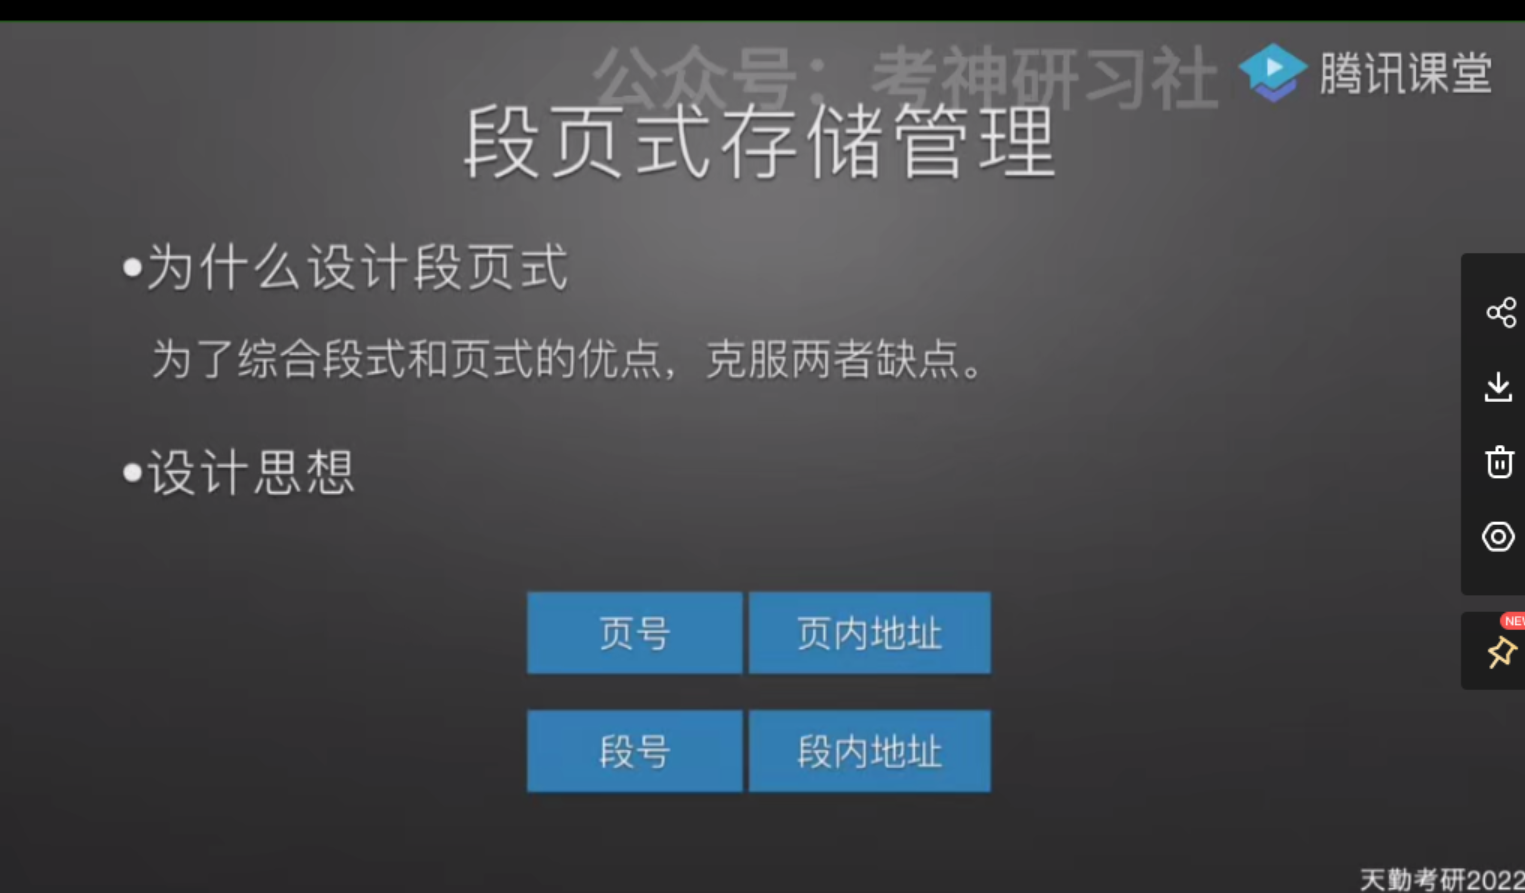 公众号：考神研习社
腾讯课堂
段页式存储管理
•为什么设计段页式
为了综合段式和页式的优点，克服两者缺点。
•设计思想
页号
页内地址
NEW
段号
段内地址
天勤考研2022